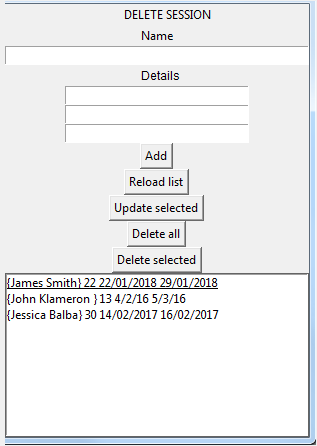 DELETE SESSION
Name
Details
Add
Reload list
Update selected
Delete all
Delete selected
{James Smith} 22 22/01/2018 29/01/2018
{John Klameron } 13 4/2/16 5/3/16
{Jessica Balba} 30 14/02/2017 16/02/2017